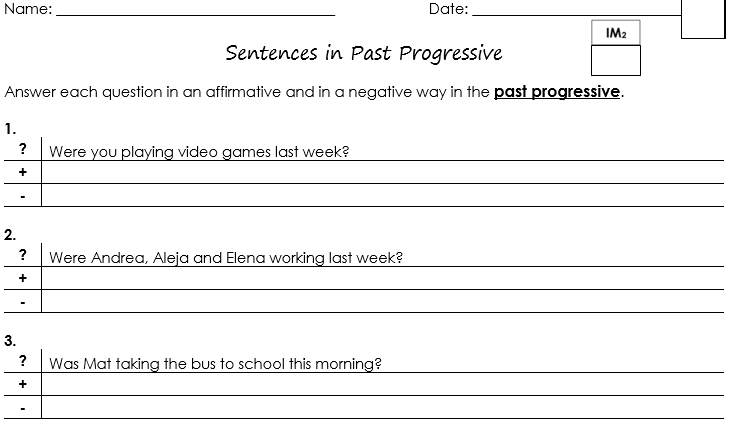 Name: ______________________________ Date: ______________________
IM2
Sentences in Past Progressive
Answer each question in an affirmative and in a negative way in the past progressive.
1.
? Were you playing video games last week?
+
-
2.
? Were Andrea, Aleja and Elena working last week?
+
-
3.
? Was Mat taking the bus to school this morning?
+
-